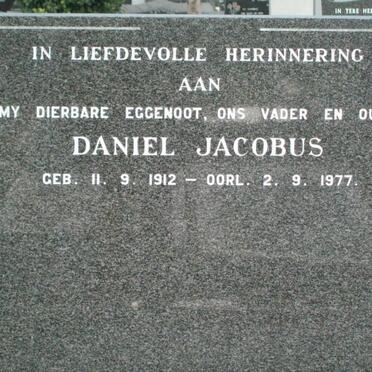 IN LIEFDEVOLLE HERINNERING
AAN
MY DIERBARE EGGENOOT, ONS VADER EN
DANIEL JACOBUS
GEB. 11. 9. 1912 – OORL. 2. 9. 1977.